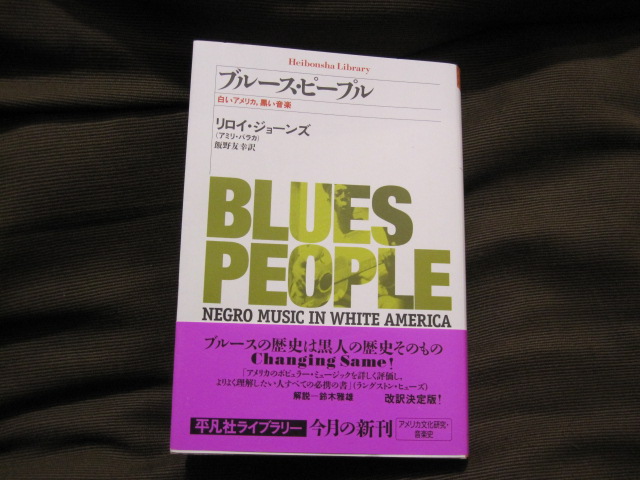 Heibonsha Library
ブルース・ピープル
白いアメリカ、黒い音楽
リロイ・ジョーンズ
(アミリ・バラカ)
飯野友幸訳
BLUES
PEOPLE
NEGRO MUSIC IN WHITE AMERICA
ブルースの歴史は黒人の歴史そのもの
Changing Same!
「アメリカのポピュラー・ミュージックを詳しく評価し、
よりよく理解したい人すべての必携の書」(ラングストン・ヒューズ)
解説―鈴木雅雄
改訳決定版!
平凡社ライブラリー
今月の新刊
アメリカ文化研究・
音楽史